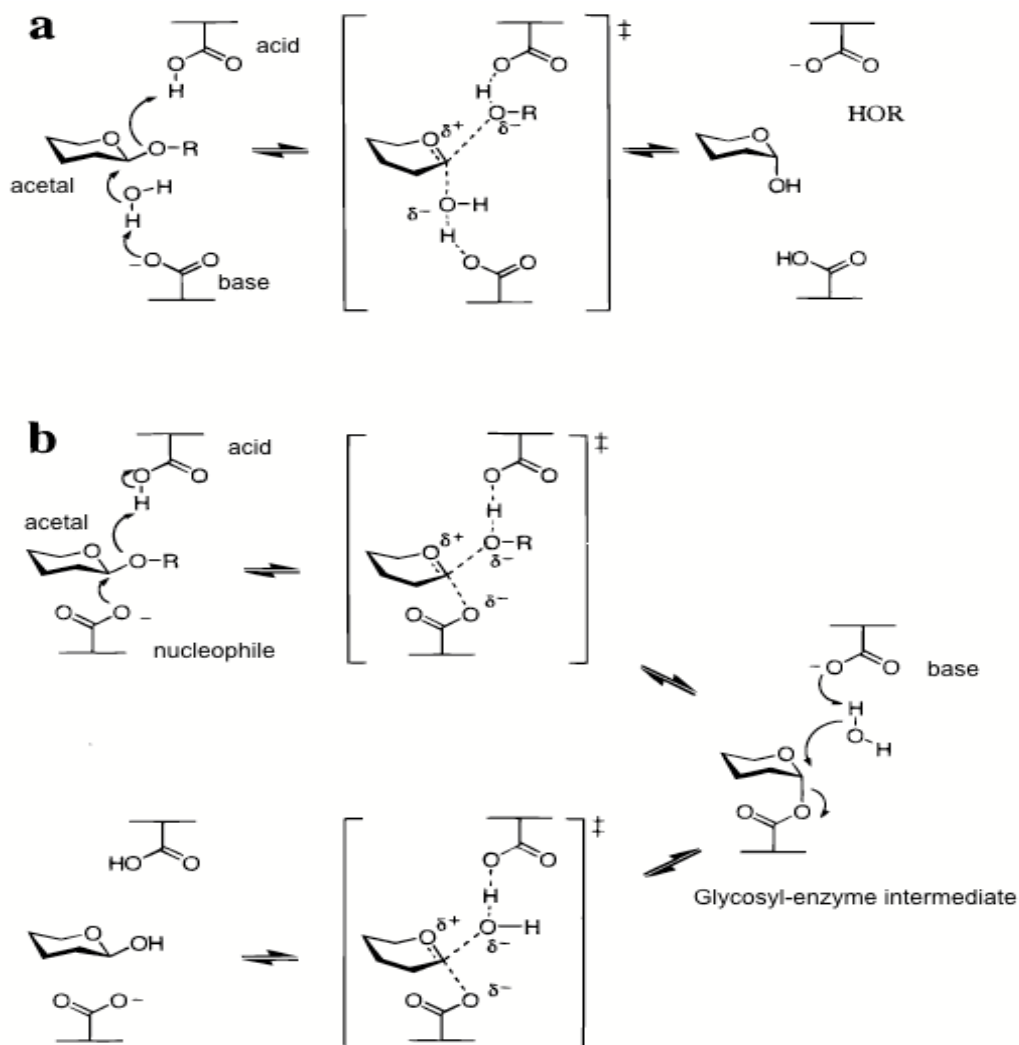 a
acid
O
O
H
‡
O
O
H
O–R
δ−
δ+
O
−O
O
HOR
O
O–R
acetal
O
H
H
−O
O
base
δ−
O–H
H
O
O
O
OH
HO
O
b
acid
O
O
H
‡
O
O
H
acetal
O
O–R
O
δ+
O–R
δ−
O
O −
nucleophile
δ−
O
O
−O
O
base
H
O
H
O
O
O
Glycosyl-enzyme intermediate
HO
O
‡
O
O
H
O
OH
O
δ+
O–H
δ−
O
O−
δ−
O
O